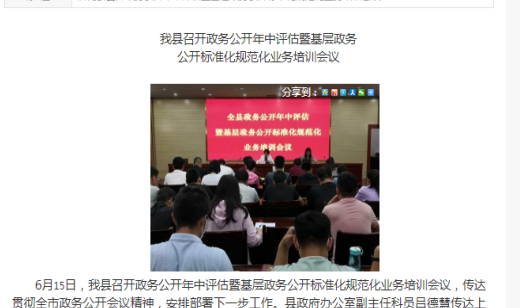 我县召开政务公开年中评估暨基层政务
公开标准化规范化业务培训会议
分享到：
全县政务公开年中评估
暨基层政务公开标准化规范化
业务培训会议
6月15日，我县召开政务公开年中评估暨基层政务公开标准化规范化业务培训会议，传达
贯彻全市政务公开会议精神，安排部署下一步工作。县政府办公室副主任科员吕德慧传达上